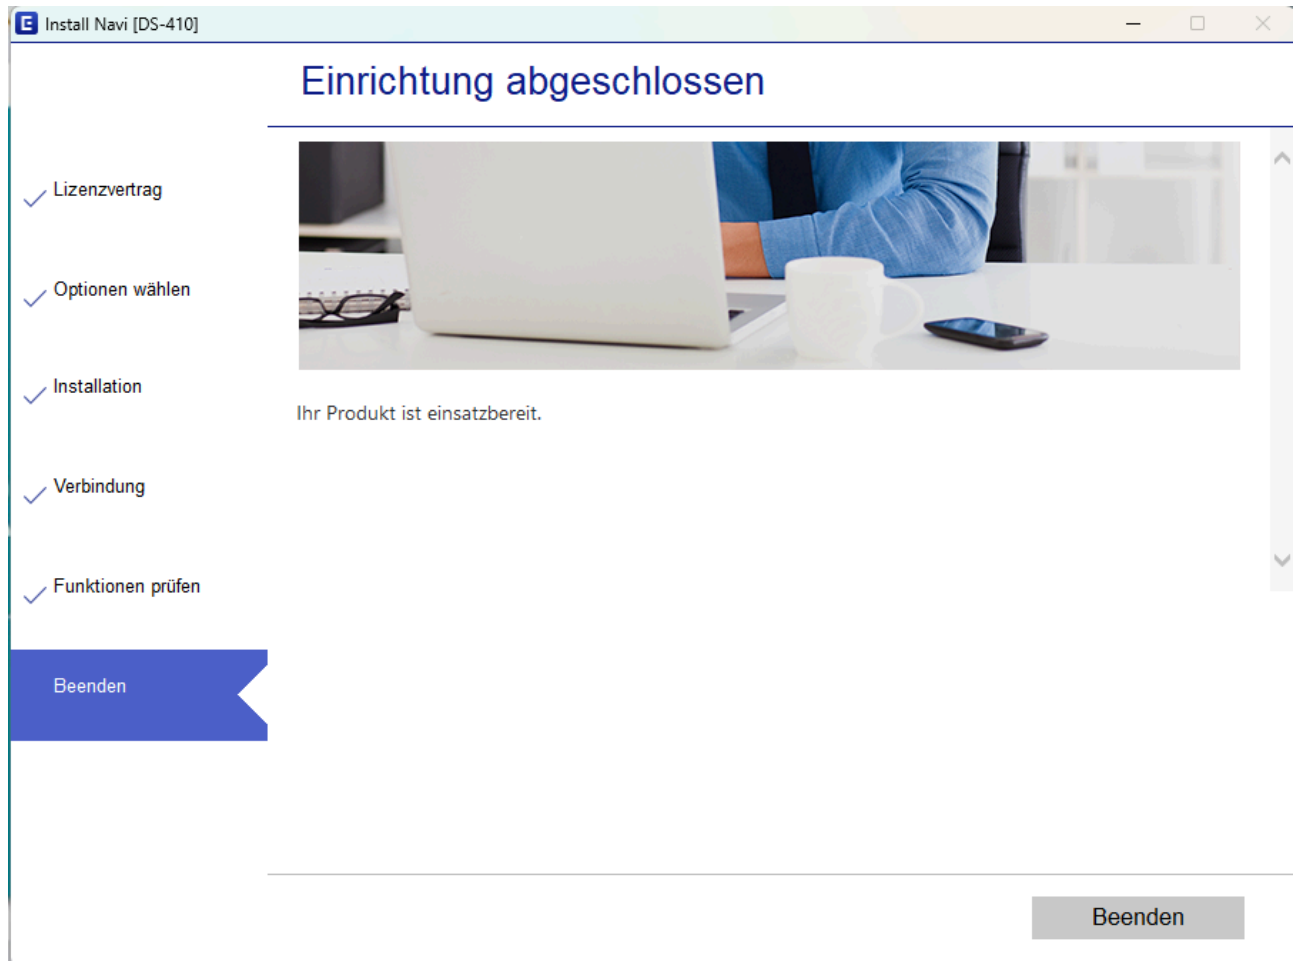 E Install Navi [DS-410]
Einrichtung abgeschlossen
Lizenzvertrag
Optionen wählen
Installation
Verbindung
Funktionen prüfen
Beenden
Ihr Produkt ist einsatzbereit.
Beenden